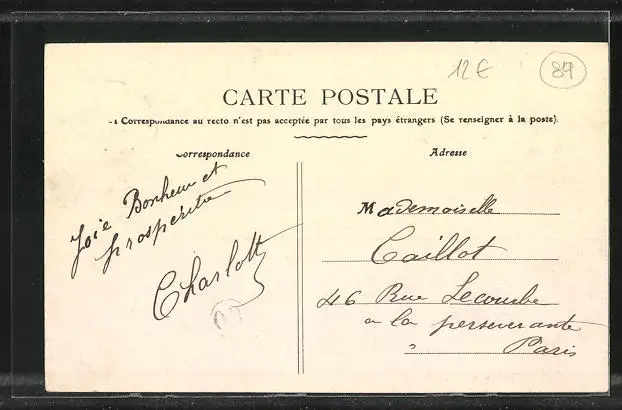 12€
89
CARTE POSTALE
La Correspondance au recto n'est pas acceptée par tous les pays étrangers (Se renseigner à la poste).
Correspondance
Adresse
Joie Bonheur et
prospérité
Charlotte
Mademoiselle
Caillot
46 Rue Lecourbe
a la perseverante
à Paris